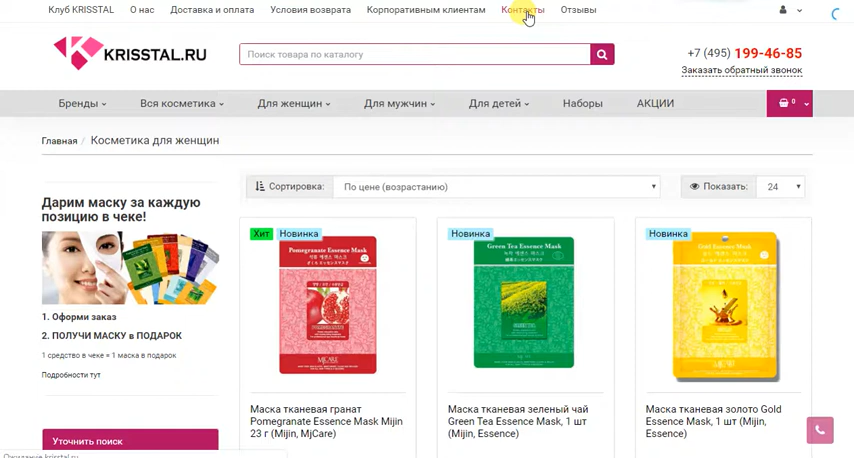 Клуб KRISSTAL О нас Доставка и оплата Условия возврата Корпоративным клиентам Контакты Отзывы
KRISSTAL.RU
Поиск товара по каталогу
+7 (495) 199-46-85
Заказать обратный звонок
Бренды Вся косметика Для женщин Для мужчин Для детей Наборы АКЦИИ 0
Главная / Косметика для женщин
Дарим маску за каждую
позицию в чеке!
1. Оформи заказ
2. ПОЛУЧИ МАСКУ в ПОДАРОК
1 средство в чеке = 1 маска в подарок
Подробности тут
Уточнить поиск
Сортировка: По цене (возрастанию) Показать: 24
Хит Новинка
Pomegranate Essence Mask
MJCARE
Маска тканевая гранат
Pomegranate Essence Mask Mijin
23 г (Mijin, MjCare)
Новинка
Green Tea Essence Mask
MJCARE
Маска тканевая зеленый чай
Green Tea Essence Mask, 1 шт
(Mijin, Essence)
Новинка
Gold Essence Mask
MJCARE
Маска тканевая золото Gold
Essence Mask, 1 шт (Mijin,
Essence)